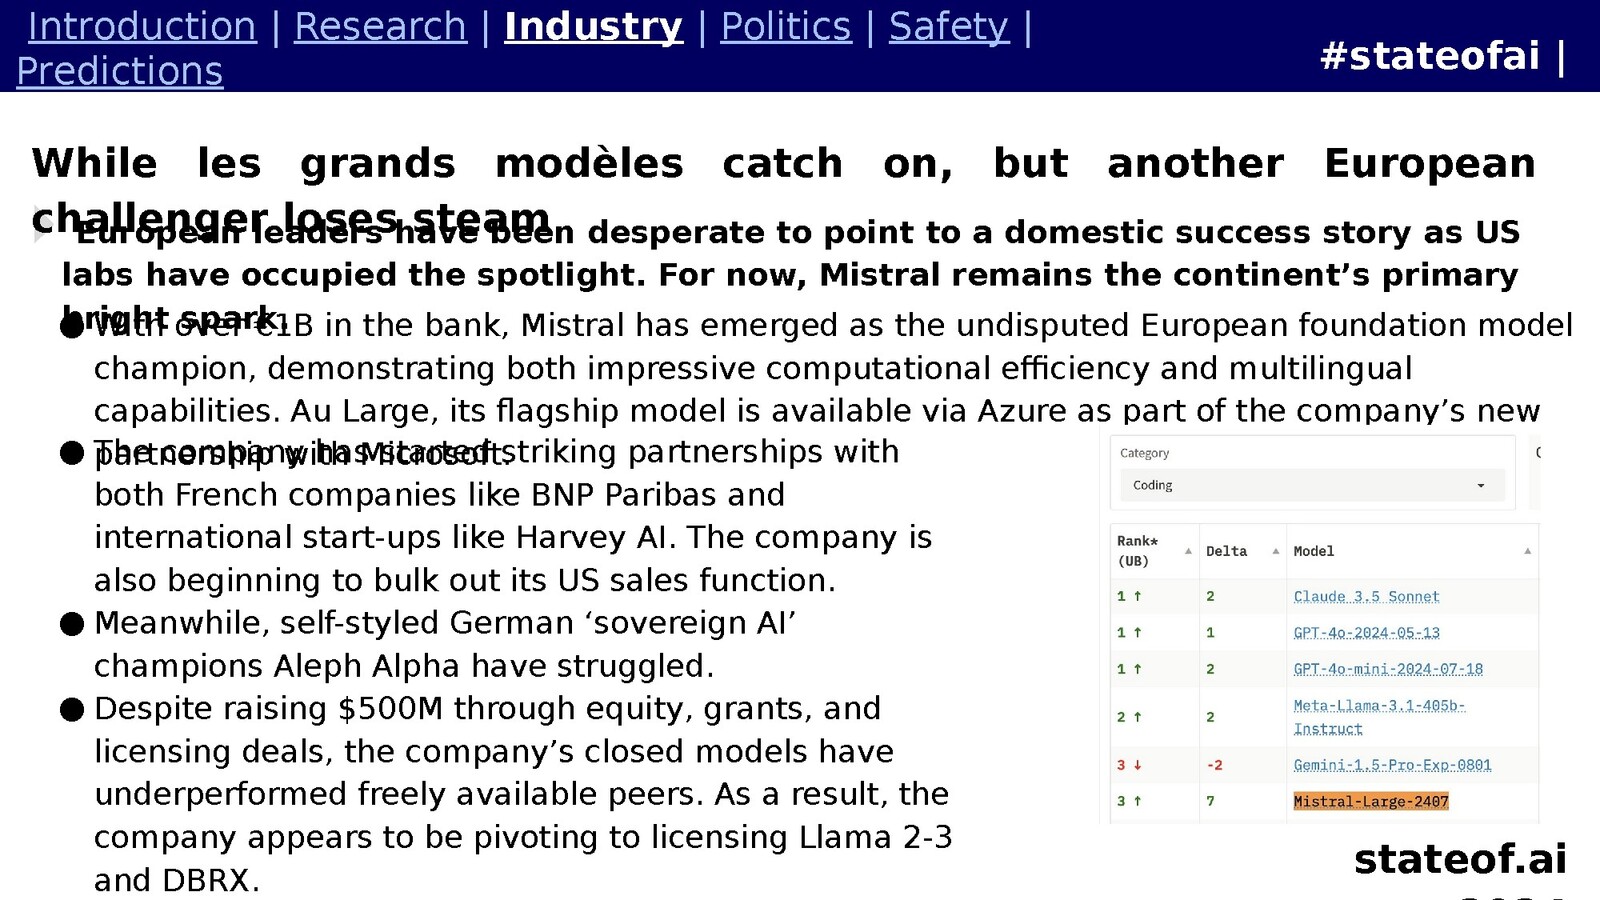 Introduction | Research | Industry | Politics | Safety |
Predictions
#stateofai |
While les grands modèles catch on, but another European
challenger loses steam
European leaders have been desperate to point to a domestic success story as US
labs have occupied the spotlight. For now, Mistral remains the continent’s primary
bright spark.
● With over €1B in the bank, Mistral has emerged as the undisputed European foundation model
champion, demonstrating both impressive computational efficiency and multilingual
capabilities. Au Large, its flagship model is available via Azure as part of the company’s new
partnership with Microsoft.
● The company has started striking partnerships with
both French companies like BNP Paribas and
international start-ups like Harvey AI. The company is
also beginning to bulk out its US sales function.
● Meanwhile, self-styled German ‘sovereign AI’
champions Aleph Alpha have struggled.
● Despite raising $500M through equity, grants, and
licensing deals, the company’s closed models have
underperformed freely available peers. As a result, the
company appears to be pivoting to licensing Llama 2-3
and DBRX.
Category
Coding
Rank* (UB) Delta Model
1 ↑ 2 Claude 3.5 Sonnet
1 ↑ 1 GPT-4o-2024-05-13
1 ↑ 2 GPT-4o-mini-2024-07-18
2 ↑ 2 Meta-Llama-3.1-405b-
Instruct
3 ↓ -2 Gemini-1.5-Pro-Exp-0801
3 ↑ 7 Mistral-Large-2407
stateof.ai